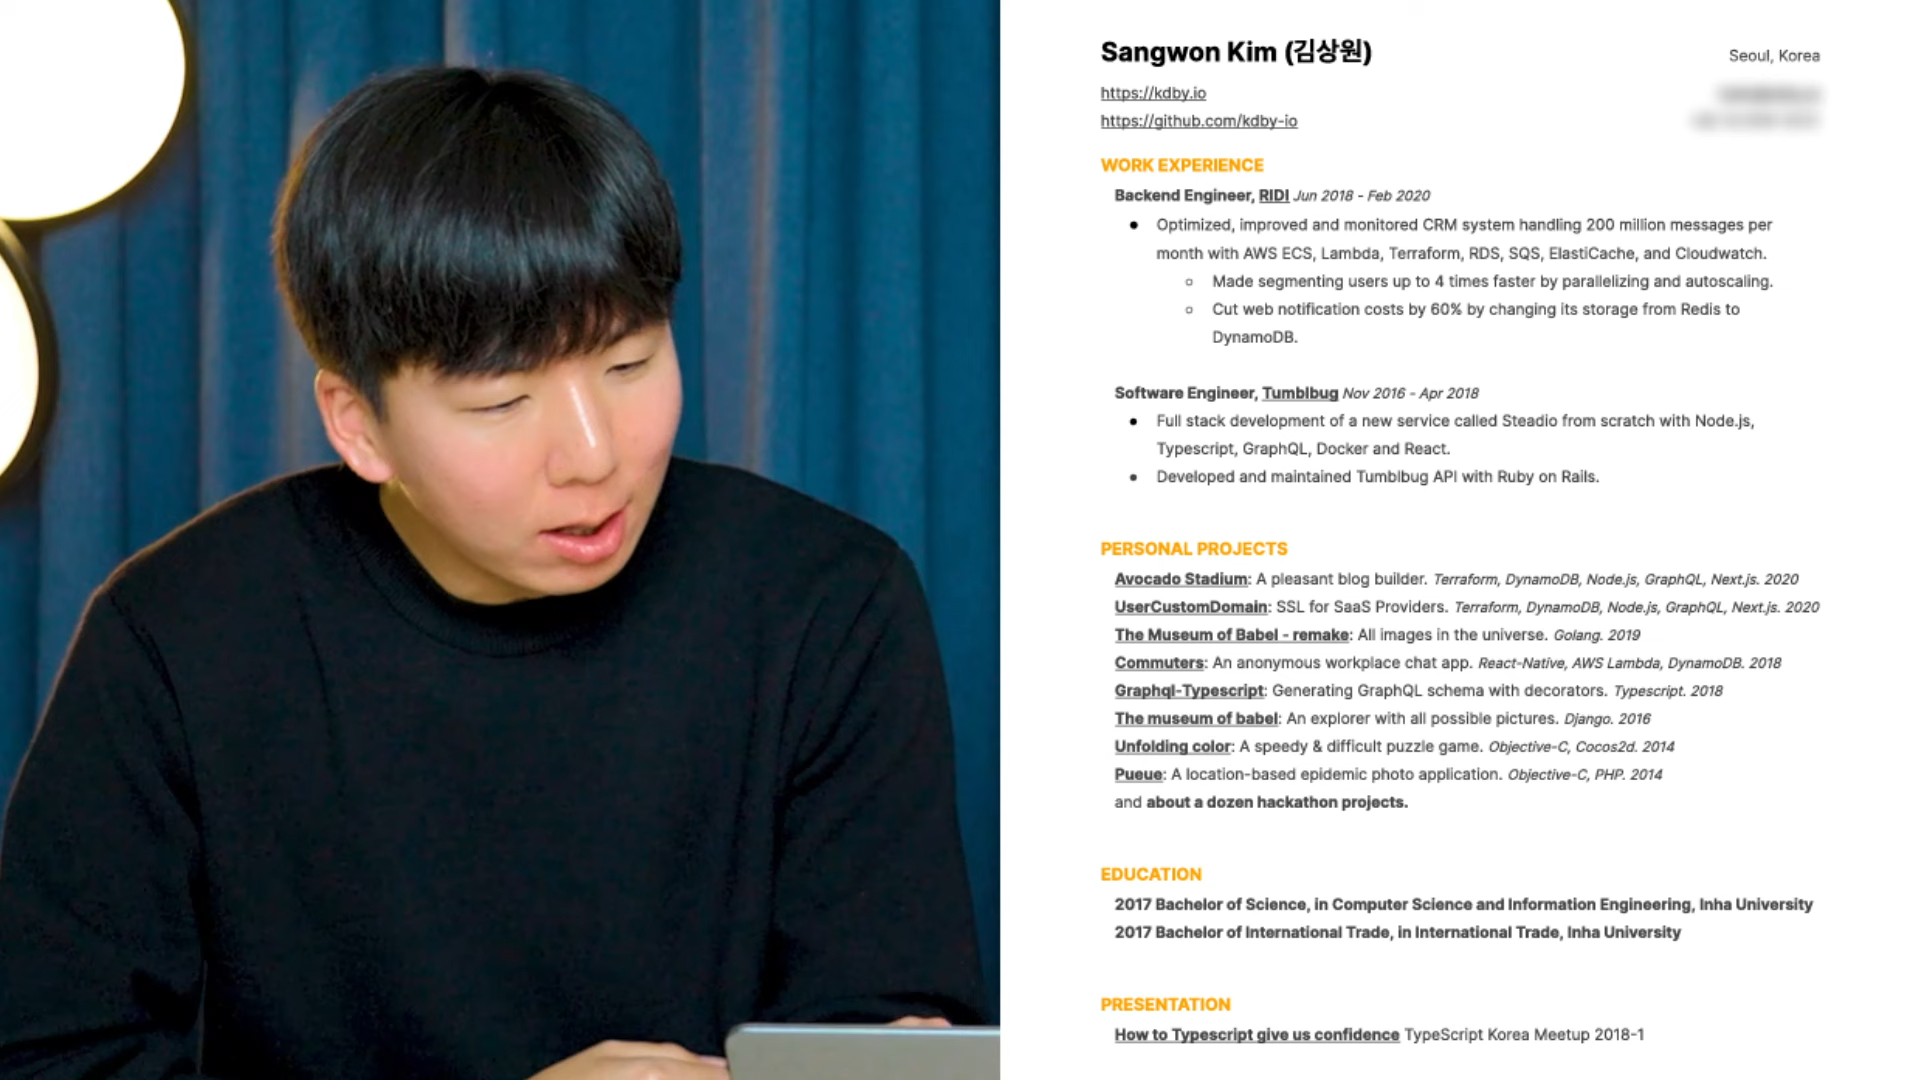 Sangwon Kim (김상원)
Seoul, Korea
https://kdby.io
https://github.com/kdby-io
WORK EXPERIENCE
Backend Engineer, RIDI Jun 2018 - Feb 2020
● Optimized, improved and monitored CRM system handling 200 million messages per
month with AWS ECS, Lambda, Terraform, RDS, SQS, ElastiCache, and Cloudwatch.
○ Made segmenting users up to 4 times faster by parallelizing and autoscaling.
○ Cut web notification costs by 60% by changing its storage from Redis to
DynamoDB.
Software Engineer, Tumblbug Nov 2016 - Apr 2018
● Full stack development of a new service called Steadio from scratch with Node.js,
Typescript, GraphQL, Docker and React.
● Developed and maintained Tumblbug API with Ruby on Rails.
PERSONAL PROJECTS
Avocado Stadium: A pleasant blog builder. Terraform, DynamoDB, Node.js, GraphQL, Next.js. 2020
UserCustomDomain: SSL for SaaS Providers. Terraform, DynamoDB, Node.js, GraphQL, Next.js. 2020
The Museum of Babel - remake: All images in the universe. Golang. 2019
Commuters: An anonymous workplace chat app. React-Native, AWS Lambda, DynamoDB. 2018
Graphql-Typescript: Generating GraphQL schema with decorators. Typescript. 2018
The museum of babel: An explorer with all possible pictures. Django. 2016
Unfolding color: A speedy & difficult puzzle game. Objective-C, Cocos2d. 2014
Pueue: A location-based epidemic photo application. Objective-C, PHP. 2014
and about a dozen hackathon projects.
EDUCATION
2017 Bachelor of Science, in Computer Science and Information Engineering, Inha University
2017 Bachelor of International Trade, in International Trade, Inha University
PRESENTATION
How to Typescript give us confidence TypeScript Korea Meetup 2018-1